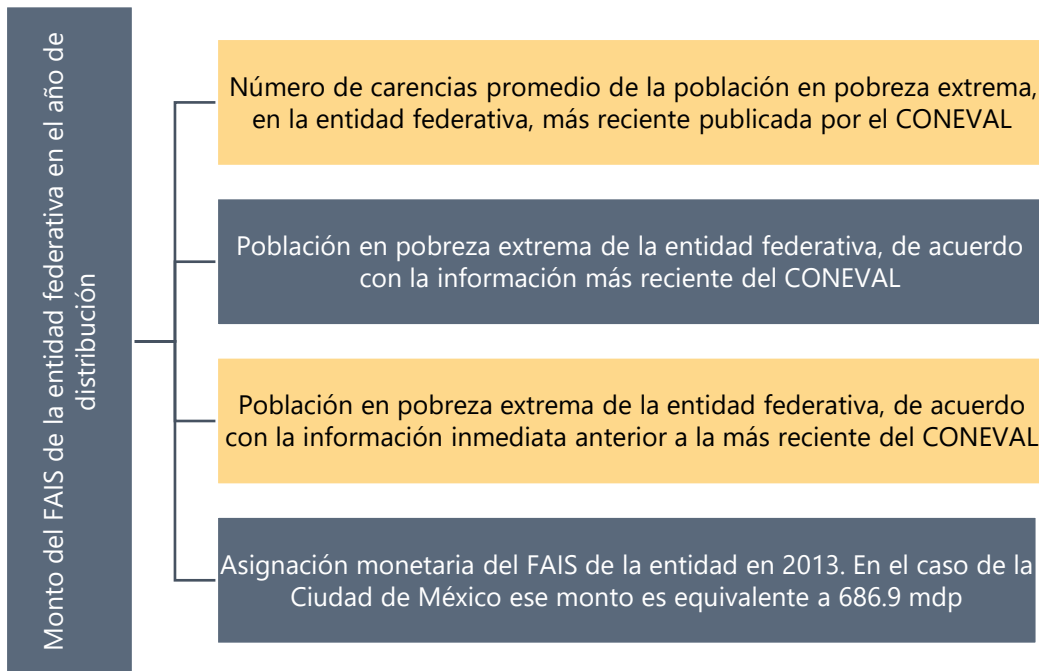 Monto del FAIS de la entidad federativa en el año de
distribución
Número de carencias promedio de la población en pobreza extrema,
en la entidad federativa, más reciente publicada por el CONEVAL
Población en pobreza extrema de la entidad federativa, de acuerdo
con la información más reciente del CONEVAL
Población en pobreza extrema de la entidad federativa, de acuerdo
con la información inmediata anterior a la más reciente del CONEVAL
Asignación monetaria del FAIS de la entidad en 2013. En el caso de la
Ciudad de México ese monto es equivalente a 686.9 mdp